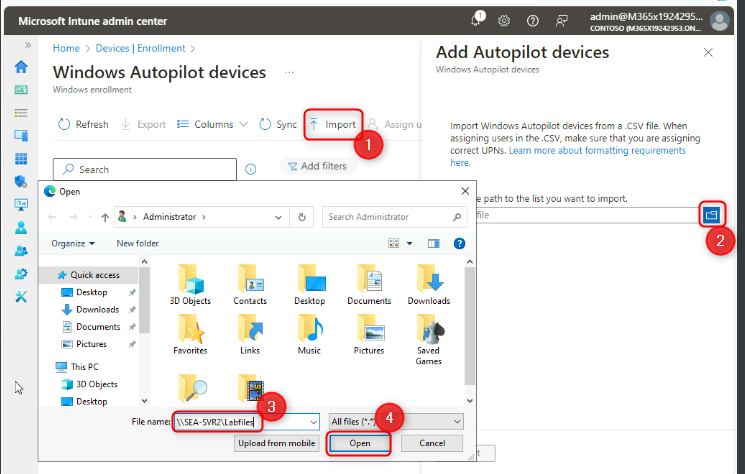 Microsoft Intune admin center
1
admin@M365x1924295...
CONTOSO (M365X19242953.ON...
Home > Devices | Enrollment >
Windows Autopilot devices ...
Windows enrollment
Refresh Export Columns Sync Import Assign u
1
Search
Add filters
Add Autopilot devices
Windows Autopilot devices
Import Windows Autopilot devices from a .CSV file. When
assigning users in the .CSV, make sure that you are assigning
correct UPNs. Learn more about formatting requirements
here.
e path to the list you want to import.
file
2
Open
Administrator >
Search Administrator
Organize New folder
Quick access
Desktop
Downloads
Documents
Pictures
This PC
3D Objects
Desktop
3D Objects Contacts Desktop Documents Downloads
Favorites Links Music Pictures Saved
Games
3
4
File name: \\SEA-SVR2\Labfiles
All files (*.*)
Upload from mobile Open Cancel